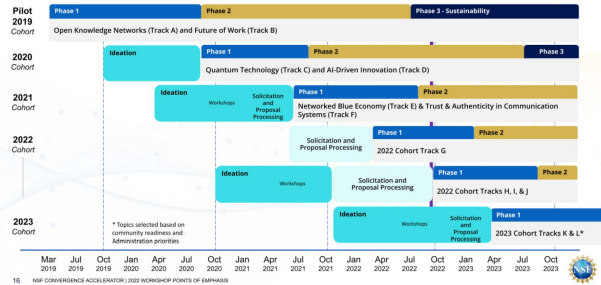 Pilot
2019
Cohort
Phase 1
Phase 2
Phase 3 - Sustainability
Open Knowledge Networks (Track A) and Future of Work (Track B)
2020
Cohort
Ideation
Phase 1
Phase 2
Phase 3
Quantum Technology (Track C) and AI-Driven Innovation (Track D)
2021
Cohort
Ideation
Workshops
Solicitation
and
Proposal
Processing
Phase 1
Phase 2
Networked Blue Economy (Track E) & Trust & Authenticity in Communication
Systems (Track F)
2022
Cohort
Solicitation and
Proposal Processing
Phase 1
Phase 2
2022 Cohort Track G
Ideation
Workshops
Solicitation and
Proposal Processing
Phase 1
Phase 2
2022 Cohort Tracks H, I, & J
2023
Cohort
* Topics selected based on
community readiness and
Administration priorities
Ideation
Workshops
Solicitation
and
Proposal
Processing
Phase 1
2023 Cohort Tracks K & L*
Mar Jul Oct Jan Apr Jul Oct Jan Apr Jul Oct Jan Apr Jul Oct Jan Apr Jul Oct
2019 2019 2019 2020 2020 2020 2020 2021 2021 2021 2021 2022 2022 2022 2022 2023 2023 2023 2023
16 NSF CONVERGENCE ACCELERATOR | 2022 WORKSHOP POINTS OF EMPHASIS
NSF